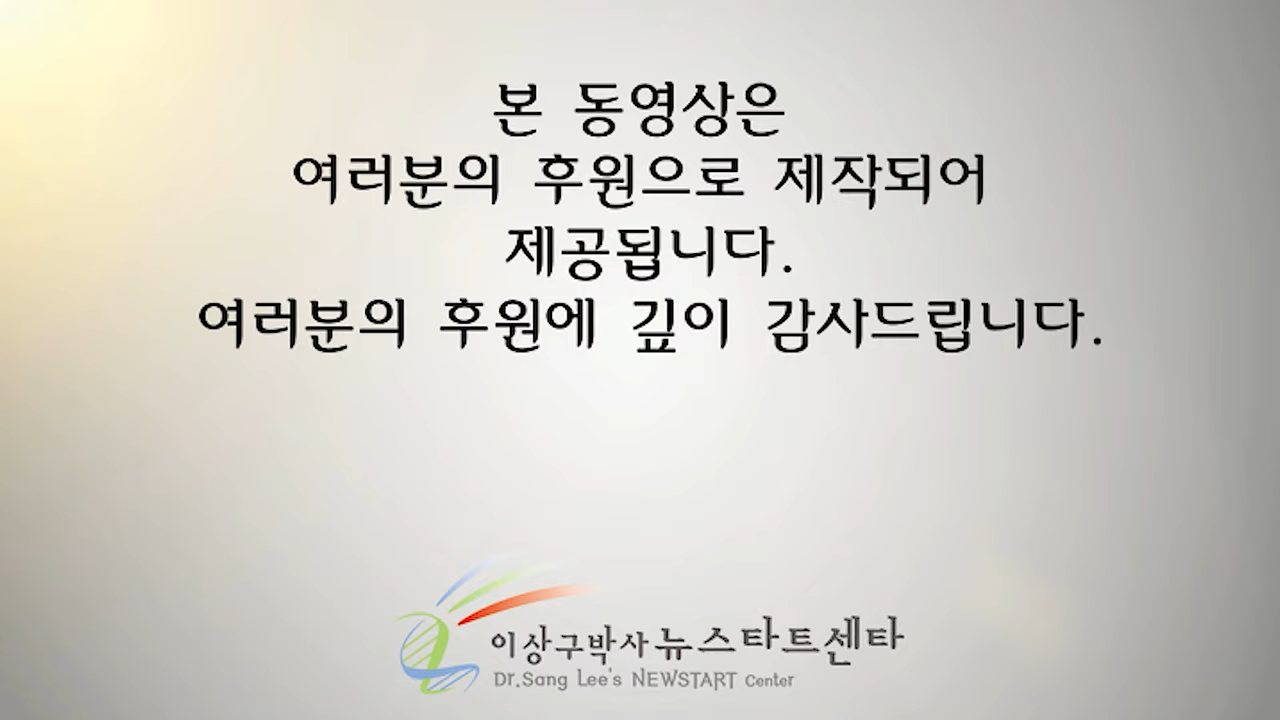 본 동영상은
여러분의 후원으로 제작되어
제공됩니다.
여러분의 후원에 깊이 감사드립니다.
이상구박사 뉴스타트센타
Dr.Sang Lee's NEWSTART Center